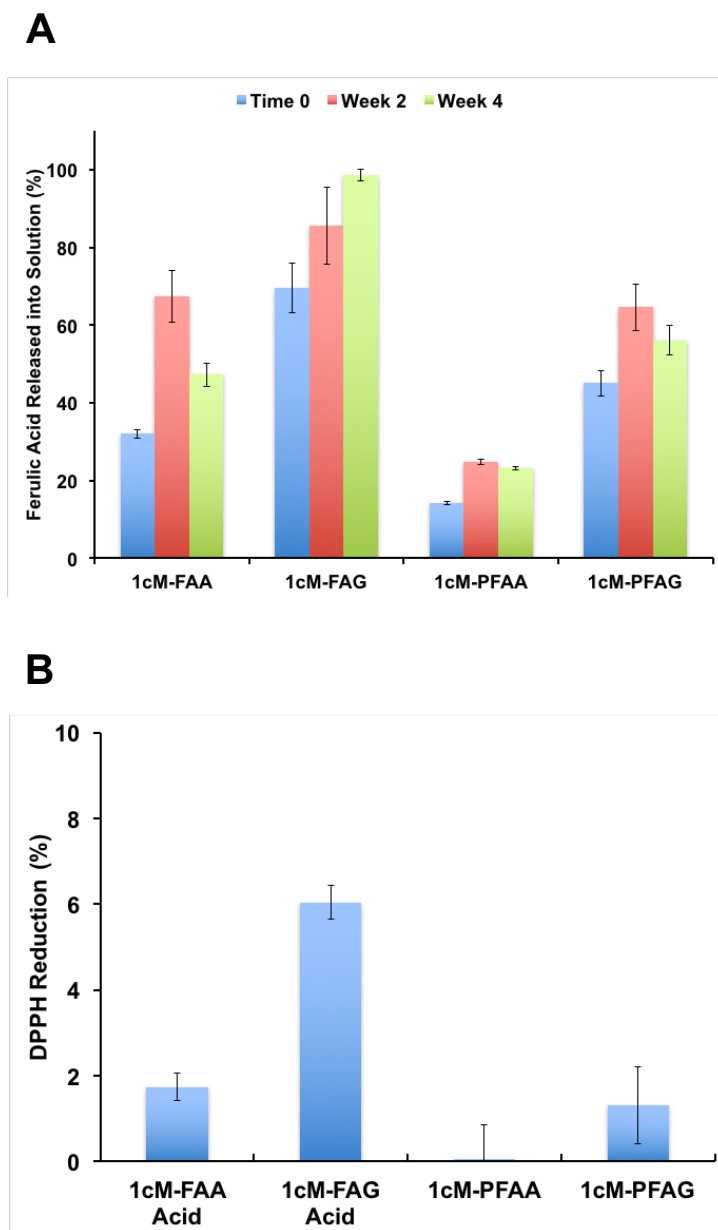 A
Time 0 Week 2 Week 4
Ferulic Acid Released into Solution (%)
100
80
60
40
20
0
1cM-FAA 1cM-FAG 1cM-PFAA 1cM-PFAG
B
DPPH Reduction (%)
10
8
6
4
2
0
1cM-FAA 1cM-FAG 1cM-PFAA 1cM-PFAG
Acid Acid